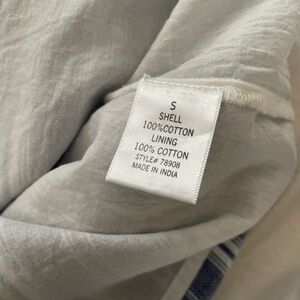 S
SHELL
100%COTTON
LINING
100% COTTON
STYLE# 78908
MADE IN INDIA